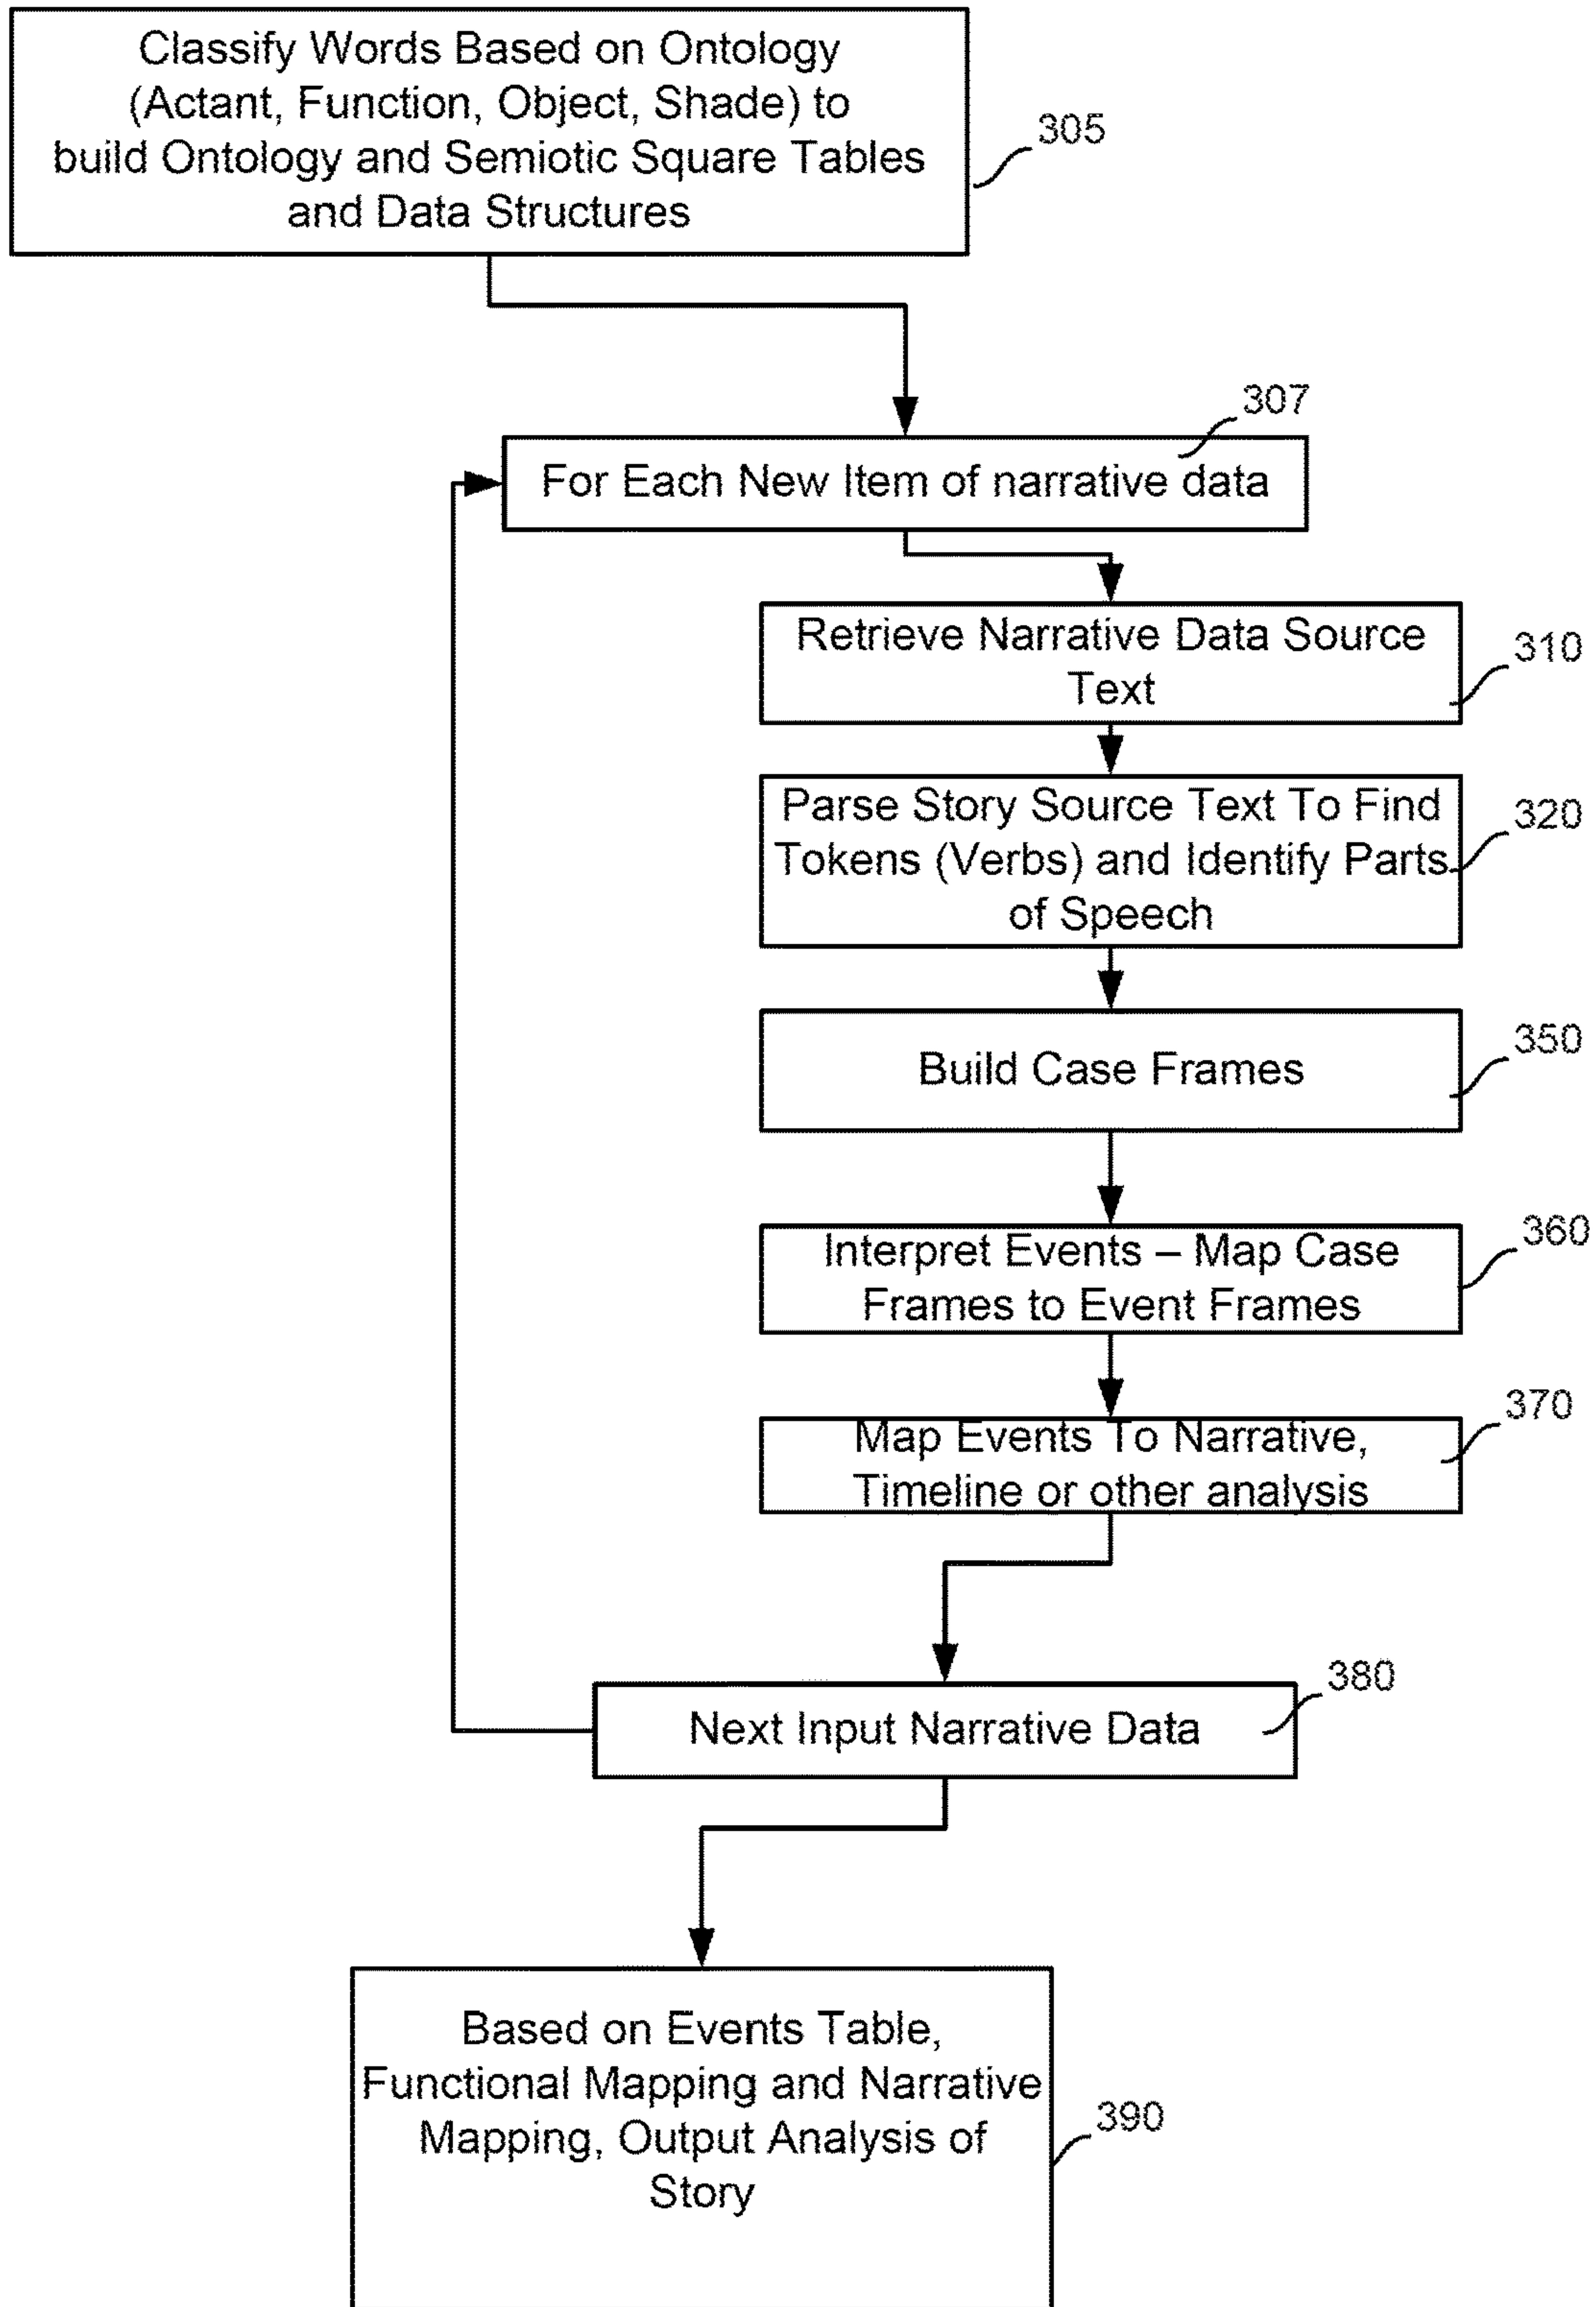 Classify Words Based on Ontology
(Actant, Function, Object, Shade) to
build Ontology and Semiotic Square Tables
and Data Structures
305
307
For Each New Item of narrative data
Retrieve Narrative Data Source
Text
310
Parse Story Source Text To Find
Tokens (Verbs) and Identify Parts
of Speech
320
Build Case Frames
350
Interpret Events – Map Case
Frames to Event Frames
360
Map Events To Narrative,
Timeline or other analysis
370
Next Input Narrative Data
380
Based on Events Table,
Functional Mapping and Narrative
Mapping, Output Analysis of
Story
390